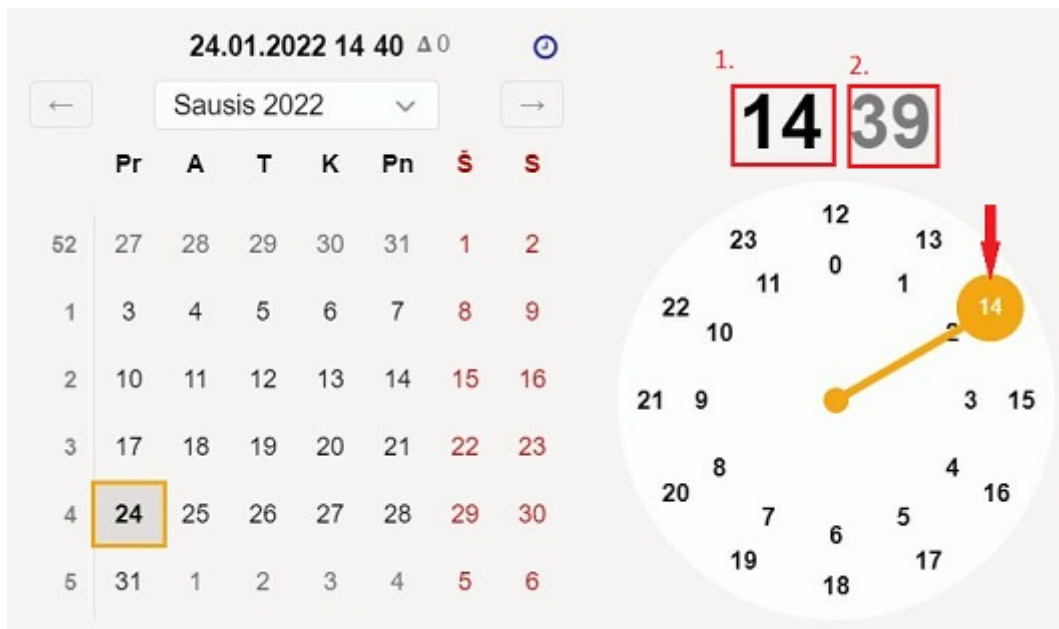 24.01.2022 14 40 Δ 0
← Sausis 2022 →
Pr A T K Pn Š S
52 27 28 29 30 31 1 2
1 3 4 5 6 7 8 9
2 10 11 12 13 14 15 16
3 17 18 19 20 21 22 23
4 24 25 26 27 28 29 30
5 31 1 2 3 4 5 6
1. 2.
14 39
12
23 13
0
11 1
22 14
10 2
21 9 3 15
8 4
20 16
7 5
6
19 17
18